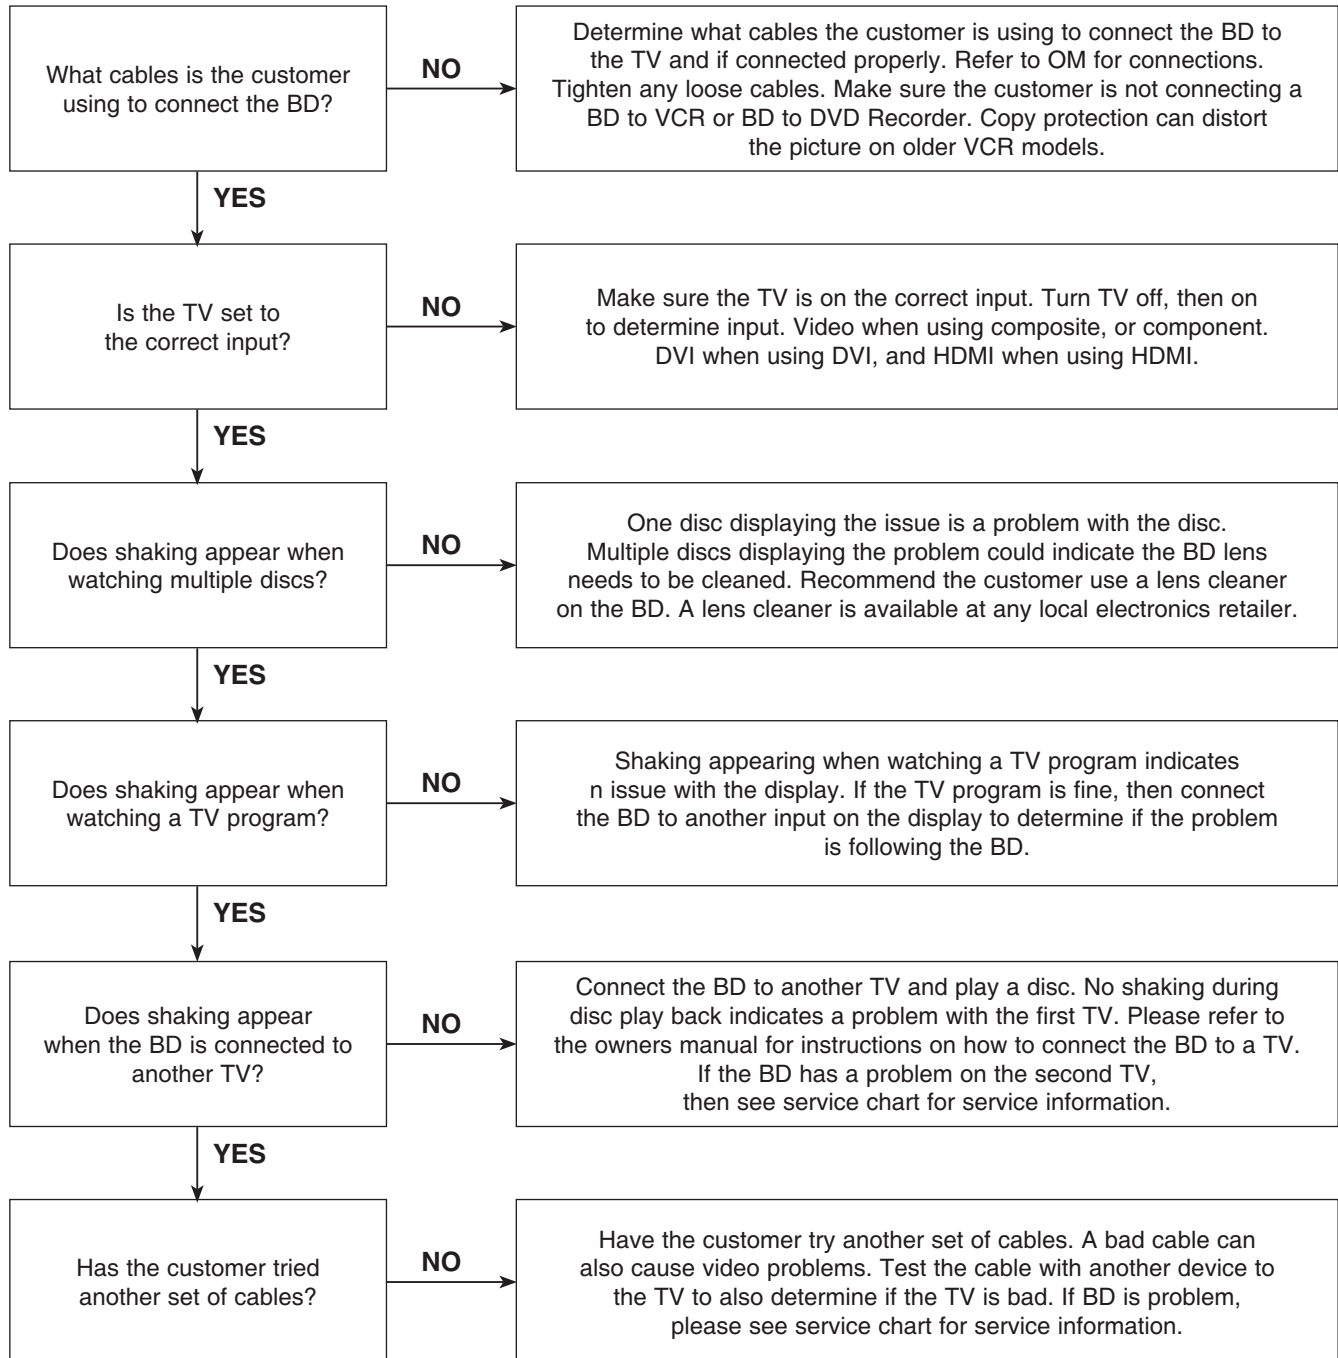 What cables is the customer
using to connect the BD?
NO
Determine what cables the customer is using to connect the BD to
the TV and if connected properly. Refer to OM for connections.
Tighten any loose cables. Make sure the customer is not connecting a
BD to VCR or BD to DVD Recorder. Copy protection can distort
the picture on older VCR models.
YES
Is the TV set to
the correct input?
NO
Make sure the TV is on the correct input. Turn TV off, then on
to determine input. Video when using composite, or component.
DVI when using DVI, and HDMI when using HDMI.
YES
Does shaking appear when
watching multiple discs?
NO
One disc displaying the issue is a problem with the disc.
Multiple discs displaying the problem could indicate the BD lens
needs to be cleaned. Recommend the customer use a lens cleaner
on the BD. A lens cleaner is available at any local electronics retailer.
YES
Does shaking appear when
watching a TV program?
NO
Shaking appearing when watching a TV program indicates
n issue with the display. If the TV program is fine, then connect
the BD to another input on the display to determine if the problem
is following the BD.
YES
Does shaking appear
when the BD is connected to
another TV?
NO
Connect the BD to another TV and play a disc. No shaking during
disc play back indicates a problem with the first TV. Please refer to
the owners manual for instructions on how to connect the BD to a TV.
If the BD has a problem on the second TV,
then see service chart for service information.
YES
Has the customer tried
another set of cables?
NO
Have the customer try another set of cables. A bad cable can
also cause video problems. Test the cable with another device to
the TV to also determine if the TV is bad. If BD is problem,
please see service chart for service information.